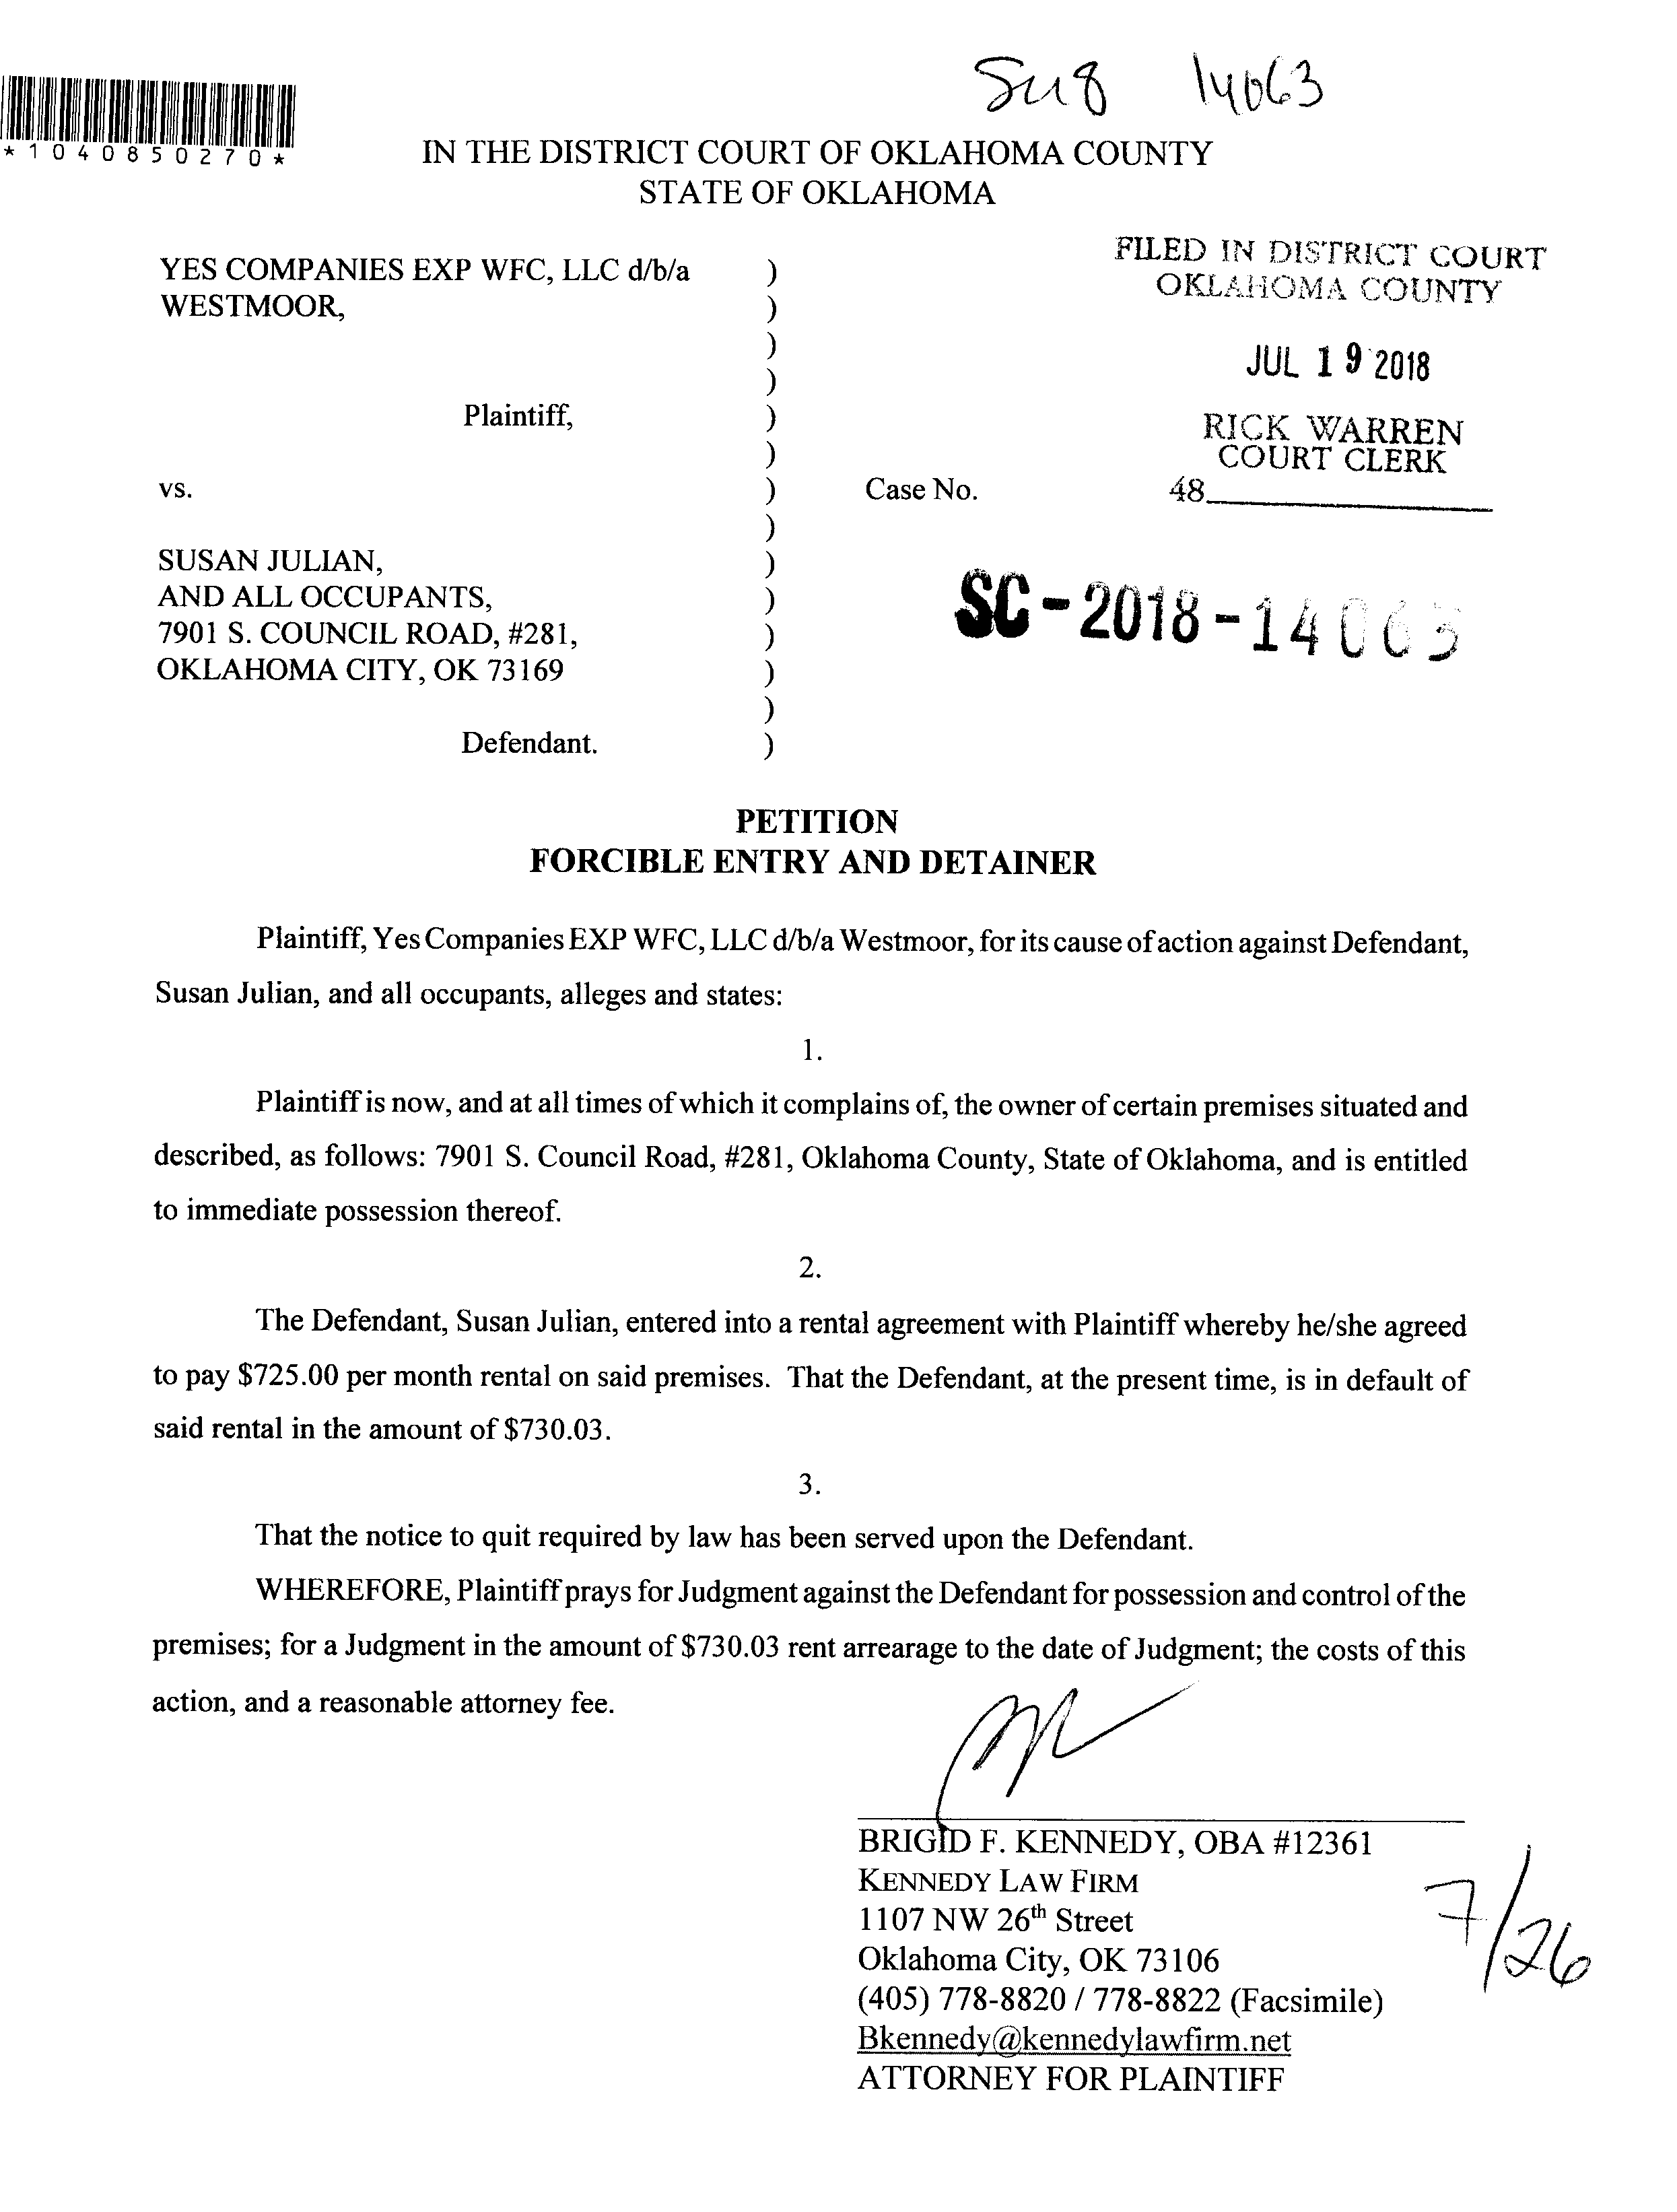 Su8 14063
*1040850270*
IN THE DISTRICT COURT OF OKLAHOMA COUNTY
STATE OF OKLAHOMA
YES COMPANIES EXP WFC, LLC d/b/a )
WESTMOOR, )
)
)
Plaintiff, )
)
vs. )
)
SUSAN JULIAN, )
AND ALL OCCUPANTS, )
7901 S. COUNCIL ROAD, #281, )
OKLAHOMA CITY, OK 73169 )
)
Defendant. )
FILED IN DISTRICT COURT
OKLAHOMA COUNTY
JUL 19 2018
RICK WARREN
COURT CLERK
Case No. 48
SC-2018-14063
PETITION
FORCIBLE ENTRY AND DETAINER
Plaintiff, Yes Companies EXP WFC, LLC d/b/a Westmoor, for its cause of action against Defendant,
Susan Julian, and all occupants, alleges and states:
1.
Plaintiff is now, and at all times of which it complains of, the owner of certain premises situated and
described, as follows: 7901 S. Council Road, #281, Oklahoma County, State of Oklahoma, and is entitled
to immediate possession thereof.
2.
The Defendant, Susan Julian, entered into a rental agreement with Plaintiff whereby he/she agreed
to pay $725.00 per month rental on said premises. That the Defendant, at the present time, is in default of
said rental in the amount of $730.03.
3.
That the notice to quit required by law has been served upon the Defendant.
WHEREFORE, Plaintiff prays for Judgment against the Defendant for possession and control of the
premises; for a Judgment in the amount of $730.03 rent arrearage to the date of Judgment; the costs of this
action, and a reasonable attorney fee.
BRIGID F. KENNEDY, OBA #12361
KENNEDY LAW FIRM
1107 NW 26th Street
Oklahoma City, OK 73106
(405) 778-8820 / 778-8822 (Facsimile)
Bkennedy@kennedylawfirm.net
ATTORNEY FOR PLAINTIFF
7/26